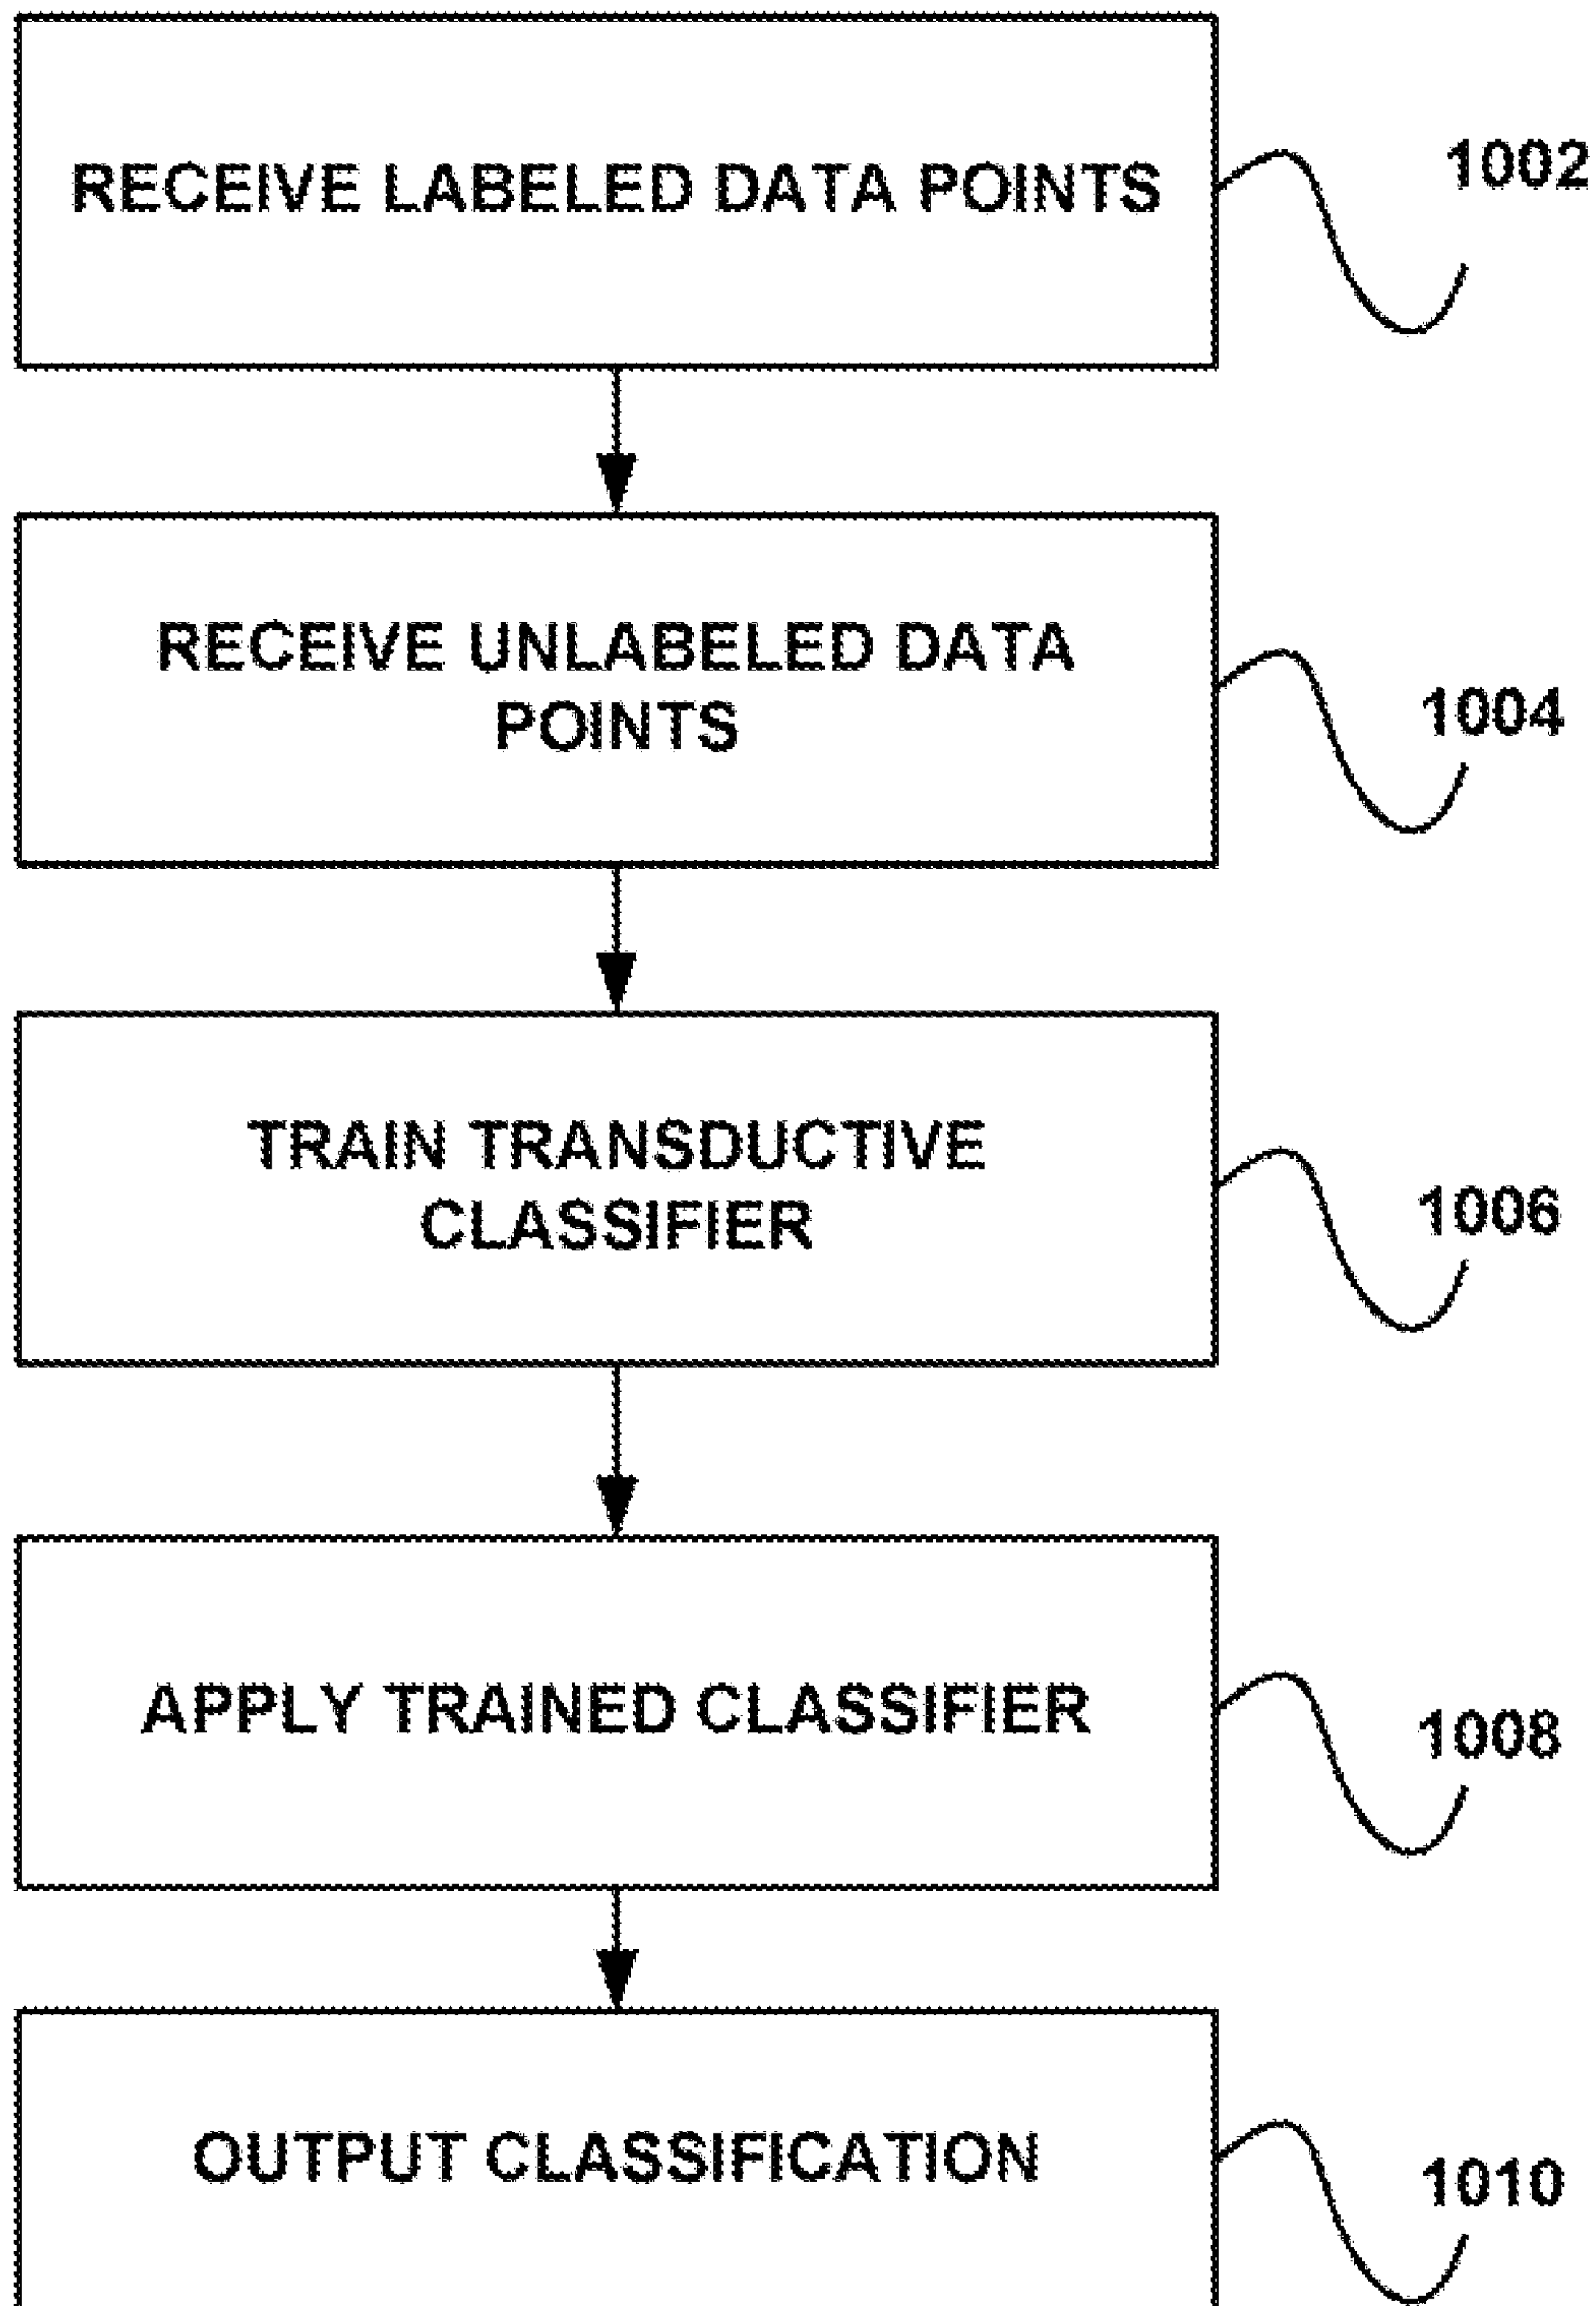 RECEIVE LABELED DATA POINTS
1002
RECEIVE UNLABELED DATA
POINTS
1004
TRAIN TRANSDUCTIVE
CLASSIFIER
1006
APPLY TRAINED CLASSIFIER
1008
OUTPUT CLASSIFICATION
1010